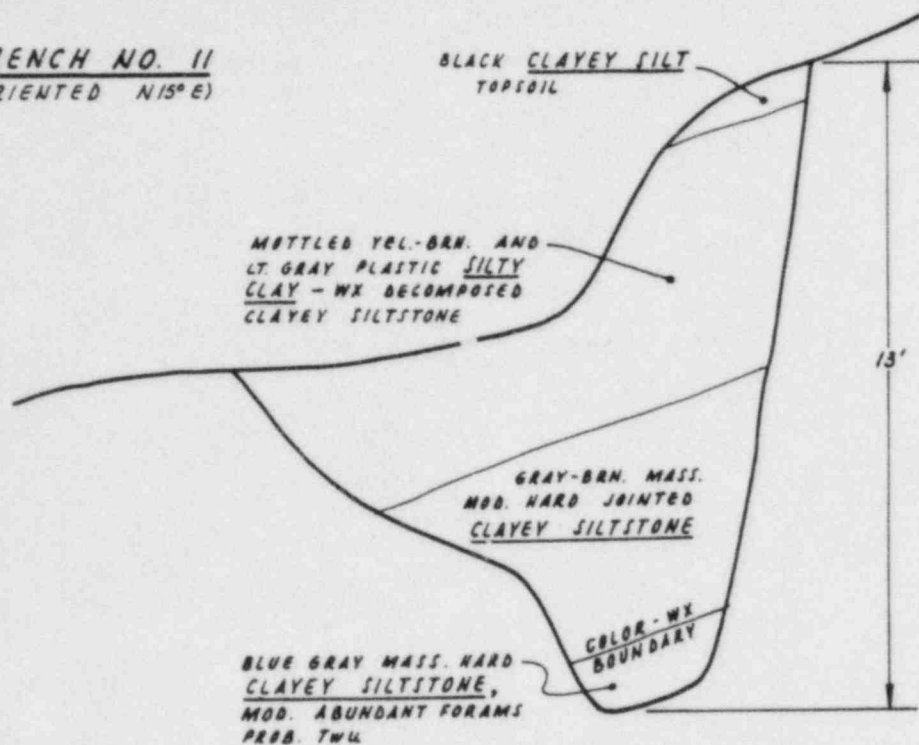 ENCH NO. 11
RIENTED N15° E)
BLACK CLAYEY SILT
TOPSOIL
MOTTLED YEL.-BRN. AND
LT. GRAY PLASTIC SILTY
CLAY - WX DECOMPOSED
CLAYEY SILTSTONE
13'
GRAY-BRN. MASS.
MOD. HARD JOINTED
CLAYEY SILTSTONE
COLOR-WX
BOUNDARY
BLUE GRAY MASS. HARD
CLAYEY SILTSTONE,
MOD. ABUNDANT FORAMS
PROB. TWU